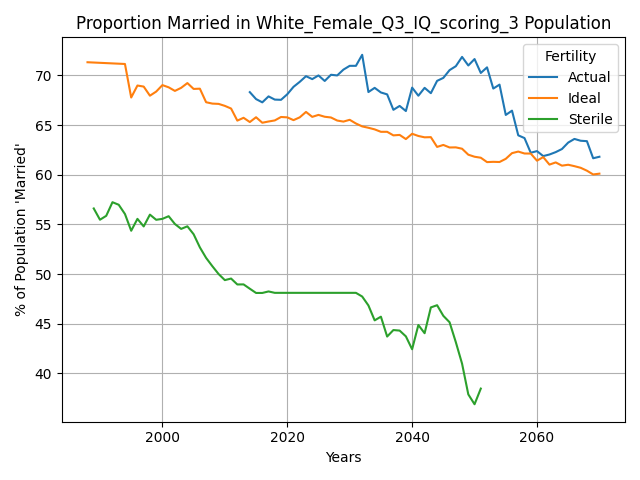 Proportion Married in White_Female_Q3_IQ_scoring_3 Population
% of Population 'Married'
70
65
60
55
50
45
40
Fertility
Actual
Ideal
Sterile
2000 2020 2040 2060
Years